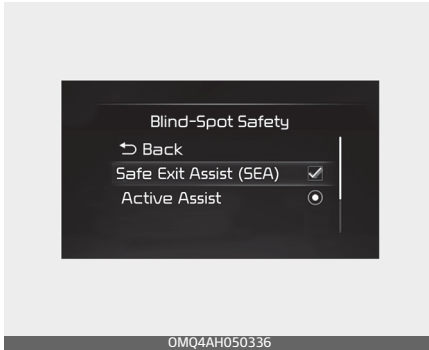 Blind-Spot Safety
Back
Safe Exit Assist (SEA)
Active Assist
OMQ4AH050336